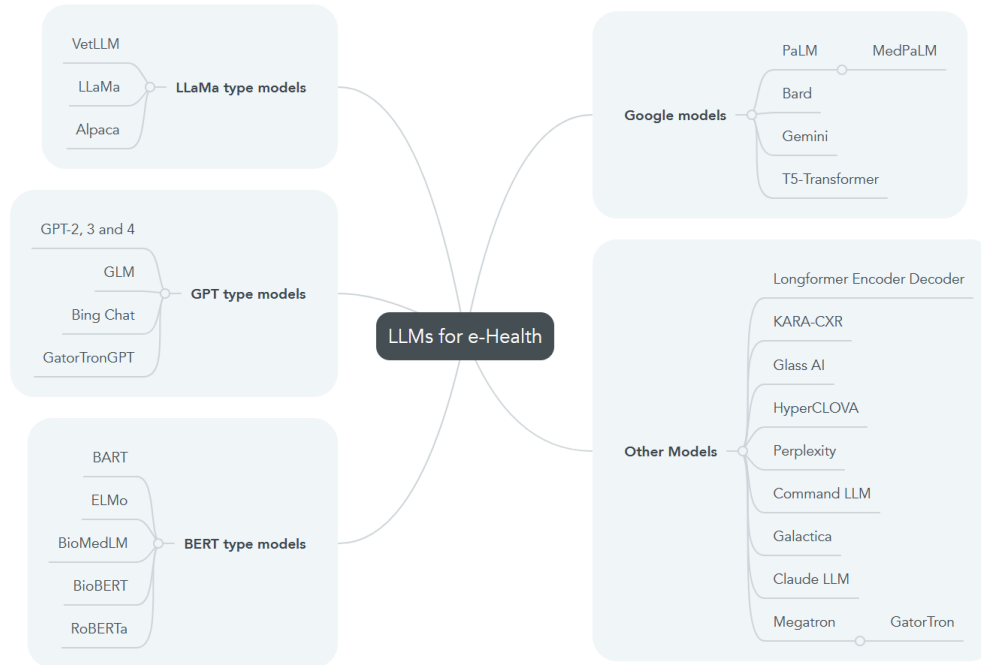 VetLLM
LLaMa
Alpaca
LLaMa type models
GPT-2, 3 and 4
GLM
Bing Chat
GatorTronGPT
GPT type models
BART
ELMo
BioMedLM
BioBERT
RoBERTa
BERT type models
LLMs for e-Health
Google models
PaLM
MedPaLM
Bard
Gemini
T5-Transformer
Other Models
Longformer Encoder Decoder
KARA-CXR
Glass AI
HyperCLOVA
Perplexity
Command LLM
Galactica
Claude LLM
Megatron
GatorTron